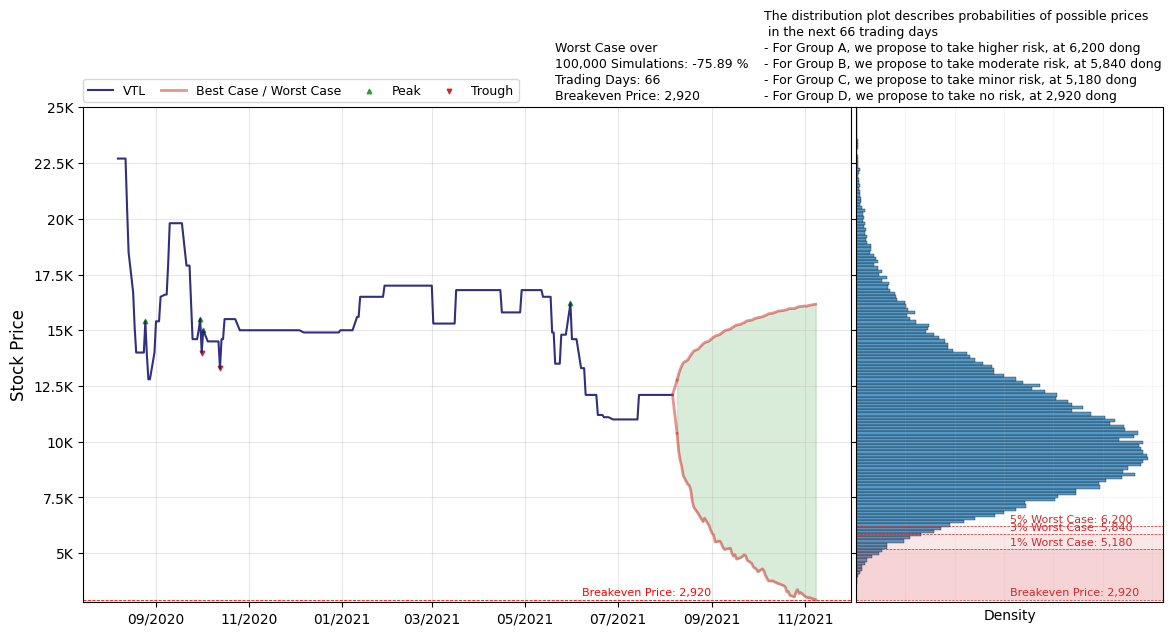 The distribution plot describes probabilities of possible prices
in the next 66 trading days
- For Group A, we propose to take higher risk, at 6,200 dong
- For Group B, we propose to take moderate risk, at 5,840 dong
- For Group C, we propose to take minor risk, at 5,180 dong
- For Group D, we propose to take no risk, at 2,920 dong
Worst Case over
100,000 Simulations: -75.89 %
Trading Days: 66
Breakeven Price: 2,920
VTL
Best Case / Worst Case
Peak
Trough
Stock Price
25K
22.5K
20K
17.5K
15K
12.5K
10K
7.5K
5K
09/2020
11/2020
01/2021
03/2021
05/2021
07/2021
09/2021
11/2021
Breakeven Price: 2,920
5% Worst Case: 6,200
3% Worst Case: 5,840
1% Worst Case: 5,180
Breakeven Price: 2,920
Density